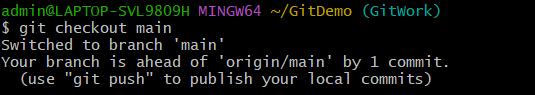 admin@LAPTOP-SVL98O9H MINGW64 ~/GitDemo (GitWork)
$ git checkout main
Switched to branch 'main'
Your branch is ahead of 'origin/main' by 1 commit.
  (use "git push" to publish your local commits)